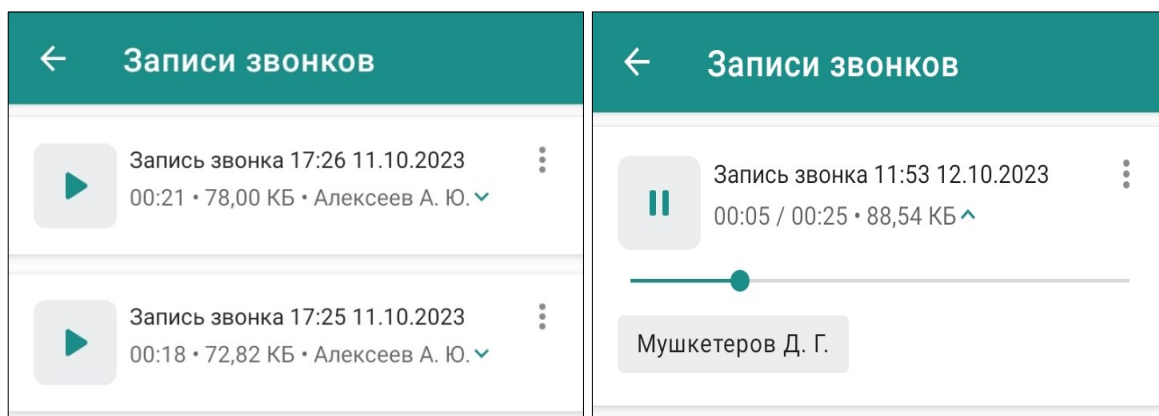 Записи звонков
Запись звонка 17:26 11.10.2023
00:21 • 78,00 КБ • Алексеев А. Ю.
Запись звонка 17:25 11.10.2023
00:18 • 72,82 КБ • Алексеев А. Ю.
Записи звонков
Запись звонка 11:53 12.10.2023
00:05 / 00:25 • 88,54 КБ
Мушкетеров Д. Г.